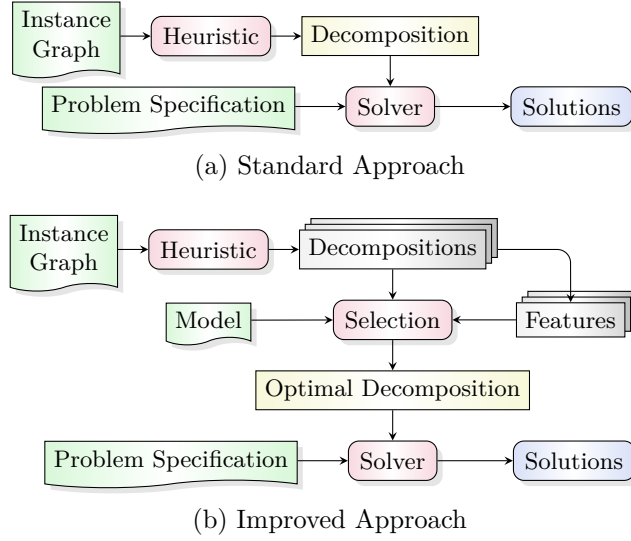 Instance
Graph
Heuristic
Decomposition
Problem Specification
Solver
Solutions
(a) Standard Approach
Instance
Graph
Heuristic
Decompositions
Model
Selection
Features
Optimal Decomposition
Problem Specification
Solver
Solutions
(b) Improved Approach